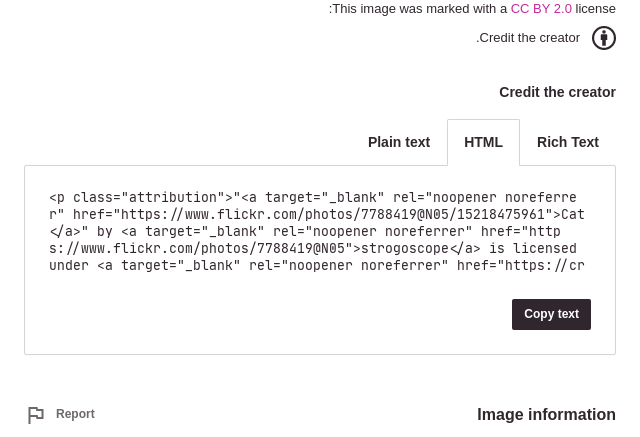 :This image was marked with a CC BY 2.0 license
.Credit the creator
Credit the creator
Plain text HTML Rich Text
<p class="attribution">"<a target="_blank" rel="noopener noreferre
r" href="https://www.flickr.com/photos/7788419@N05/15218475961">Cat
</a>" by <a target="_blank" rel="noopener noreferrer" href="http
s://www.flickr.com/photos/7788419@N05">strogoscope</a> is licensed
under <a target="_blank" rel="noopener noreferrer" href="https://cr
Copy text
Report Image information